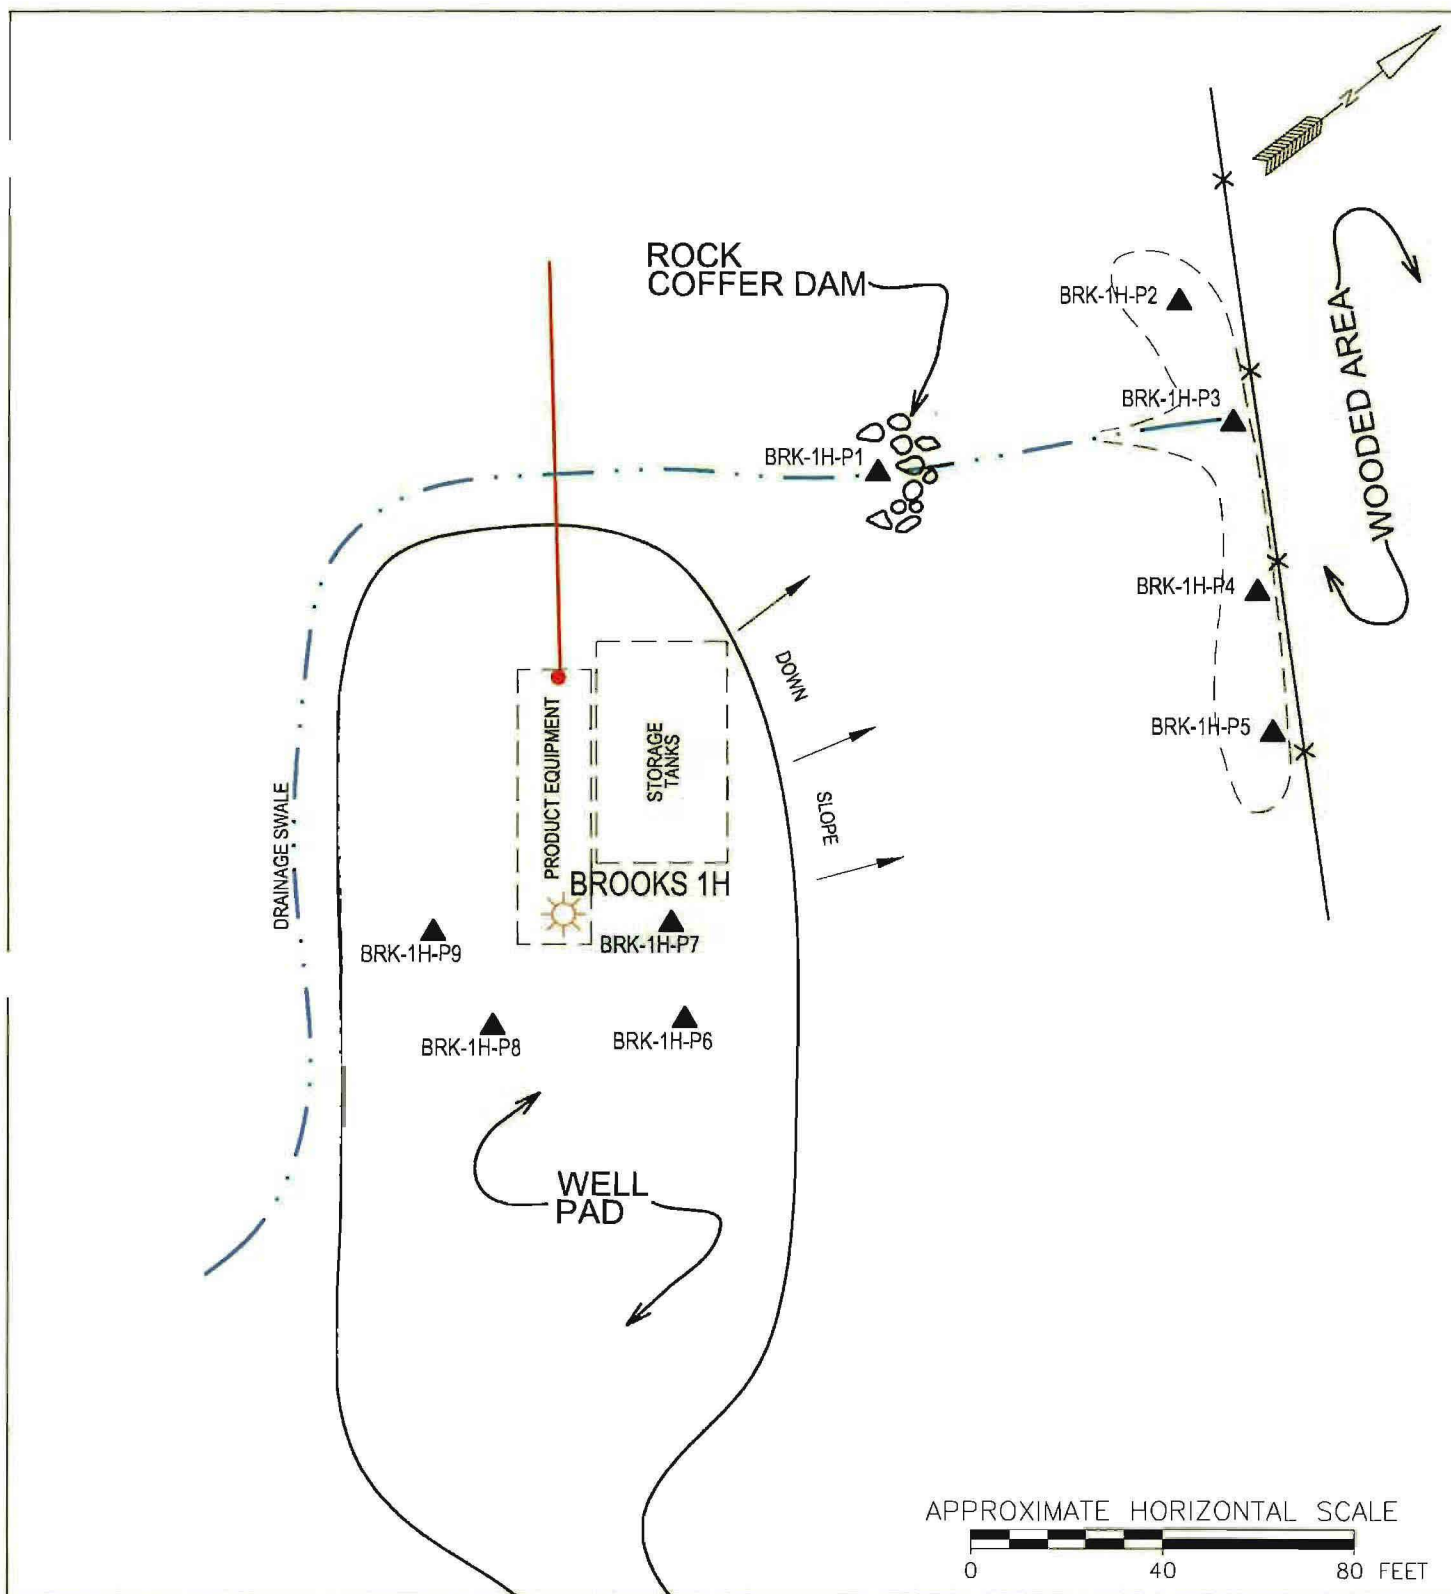 N
ROCK
COFFER DAM
BRK-1H-P2
WOODED AREA
BRK-1H-P3
BRK-1H-P1
BRK-1H-P4
DOWN
BRK-1H-P5
PRODUCT EQUIPMENT
STORAGE
TANKS
SLOPE
DRAINAGE SWALE
BROOKS 1H
BRK-1H-P9
BRK-1H-P7
BRK-1H-P8
BRK-1H-P6
WELL
PAD
APPROXIMATE HORIZONTAL SCALE
0 40 80 FEET